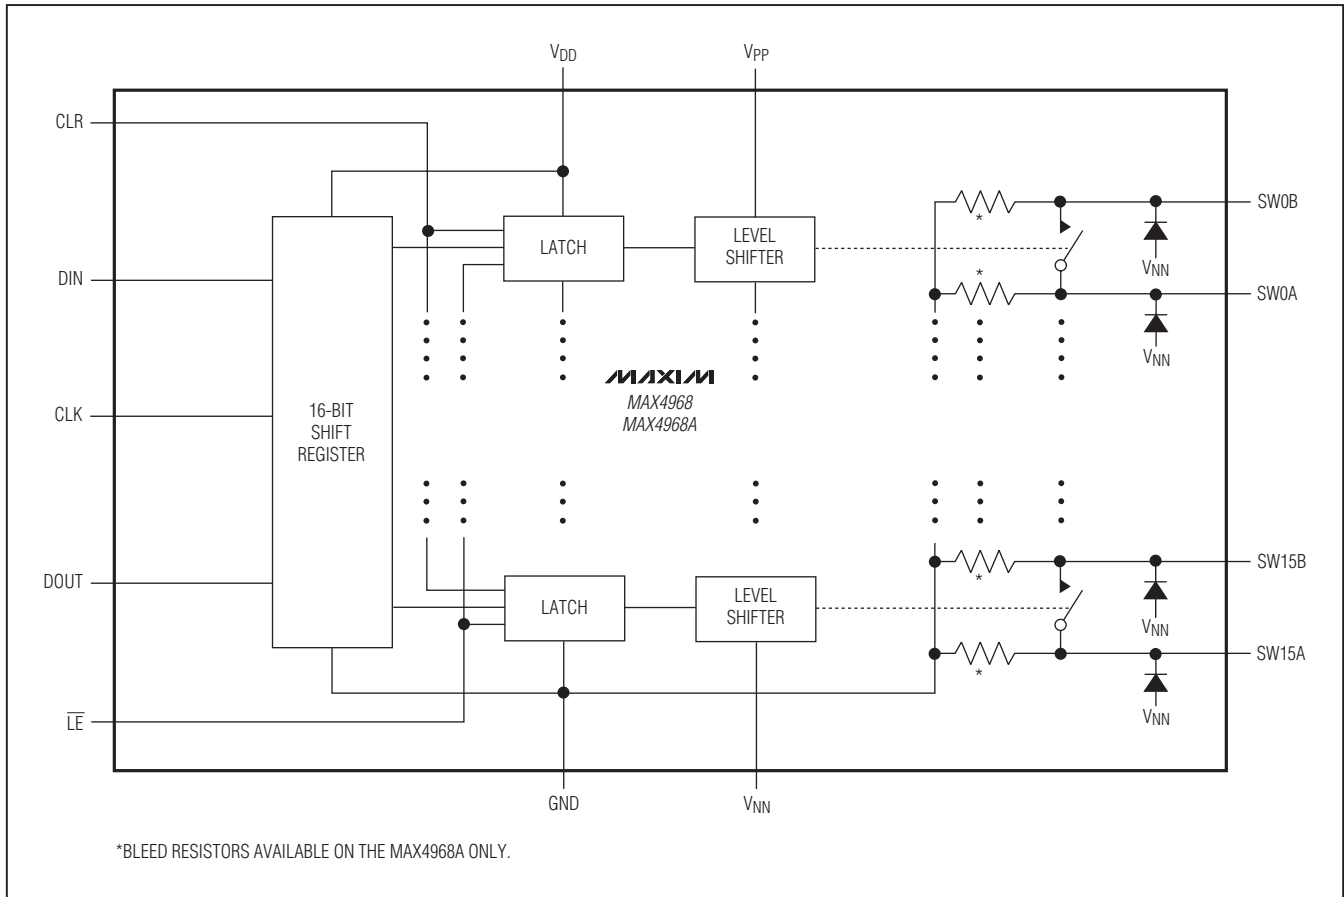 VDD
VPP
CLR
DIN
CLK
DOUT
LE
16-BIT
SHIFT
REGISTER
LATCH
LEVEL
SHIFTER
*
*
SW0B
VNN
SW0A
VNN
MAXIM
MAX4968
MAX4968A
LATCH
LEVEL
SHIFTER
*
*
SW15B
VNN
SW15A
VNN
GND
VNN
*BLEED RESISTORS AVAILABLE ON THE MAX4968A ONLY.